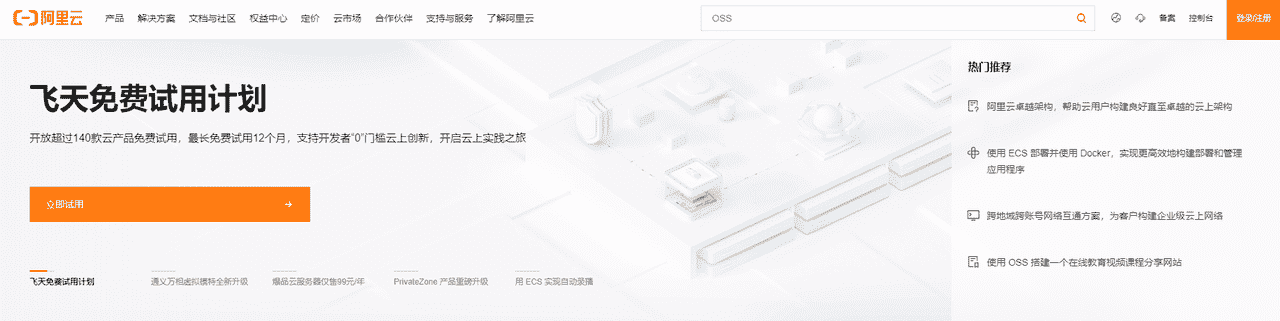 阿里云 产品 解决方案 文档与社区 权益中心 定价 云市场 合作伙伴 支持与服务 了解阿里云 OSS 备案 控制台 登录/注册
飞天免费试用计划
开放超过140款云产品免费试用，最长免费试用12个月，支持开发者“0”门槛云上创新，开启云上实践之旅
立即试用
飞天免费试用计划 通义万相虚拟模特全新升级 爆品云服务器仅售99元/年 PrivateZone 产品重磅升级 用 ECS 实现自动录播
热门推荐
阿里云卓越架构，帮助云用户构建良好直至卓越的云上架构
使用 ECS 部署并使用 Docker，实现更高效地构建部署和管理
应用程序
跨地域跨账号网络互通方案，为客户构建企业级云上网络
使用 OSS 搭建一个在线教育视频课程分享网站